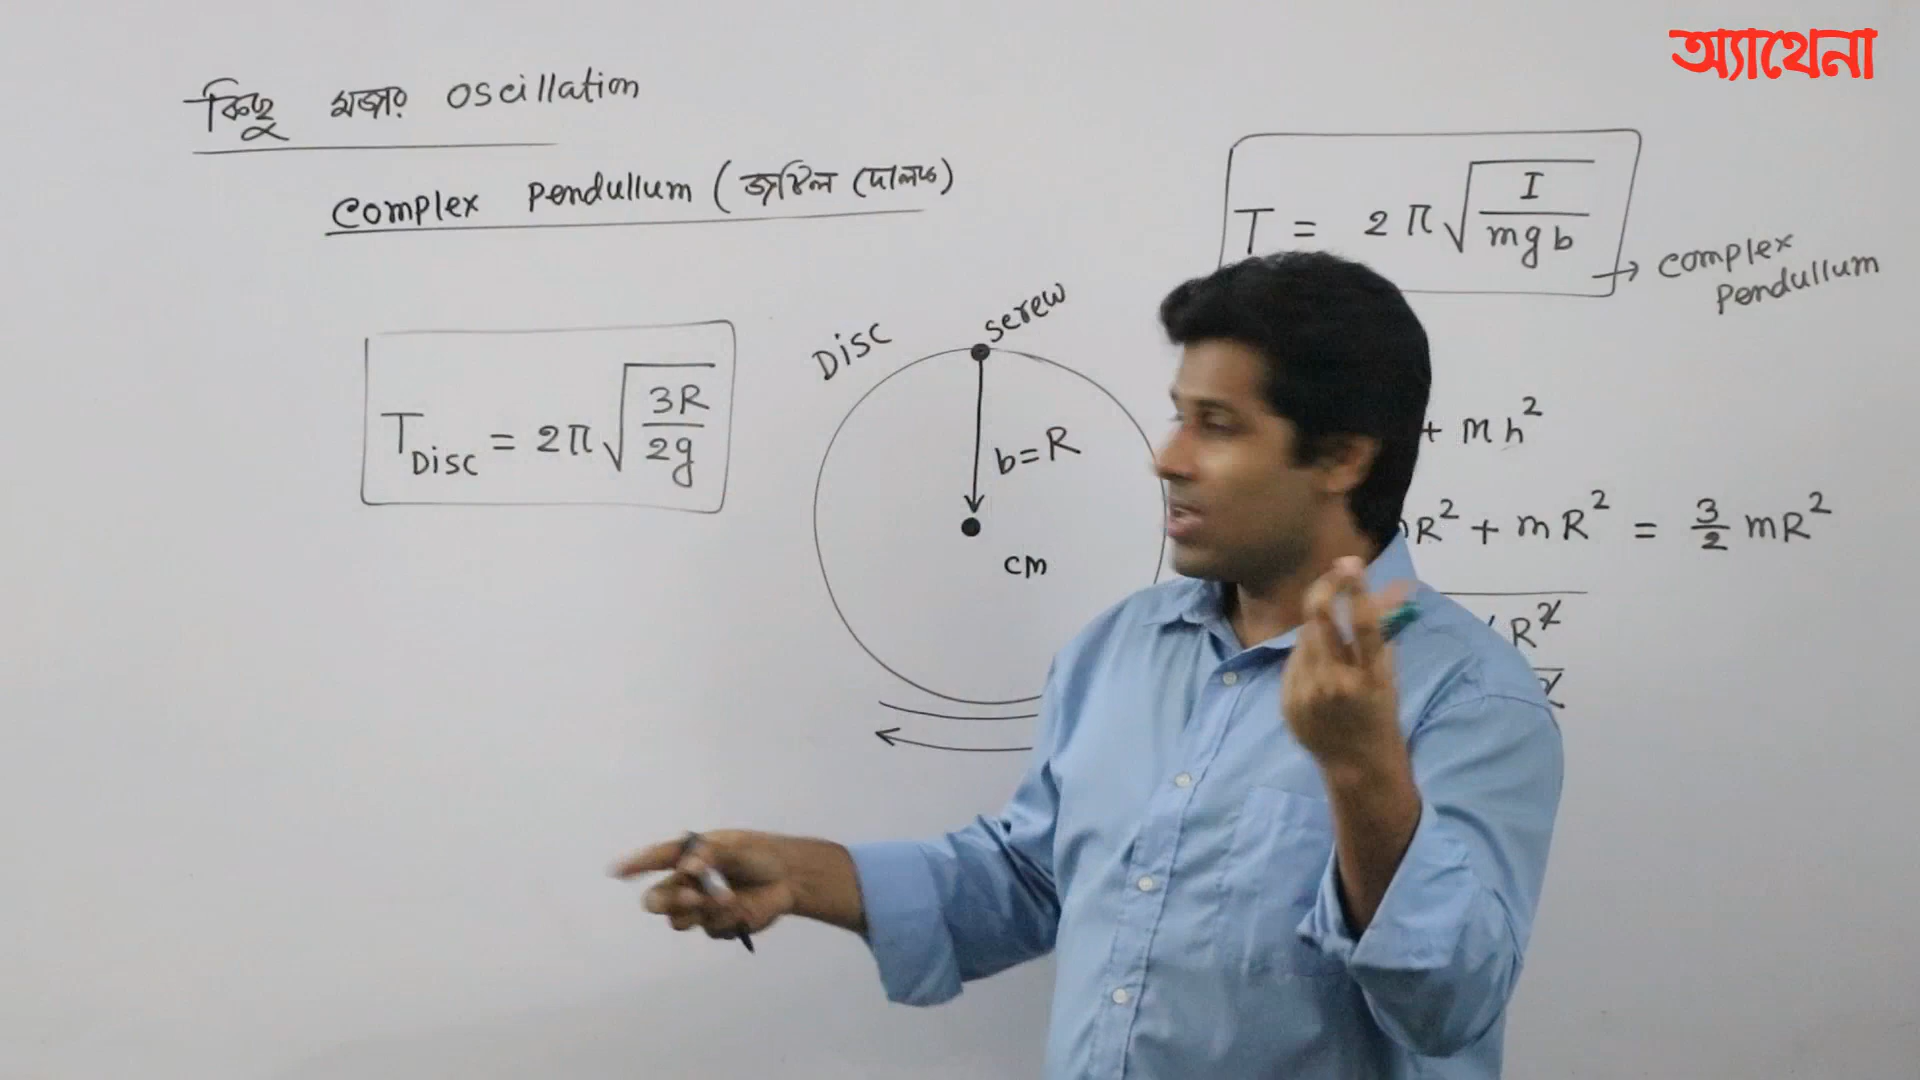 অ্যাথেনা
কিছু মজার oscillation
Complex Pendullum (জটিল দোলক)
T = 2π√(I/mgb)
→ complex Pendullum
T_Disc = 2π√(3R/2g)
Disc
screw
b=R
cm
+ mh²
R² + mR² = 3/2 mR²
R²